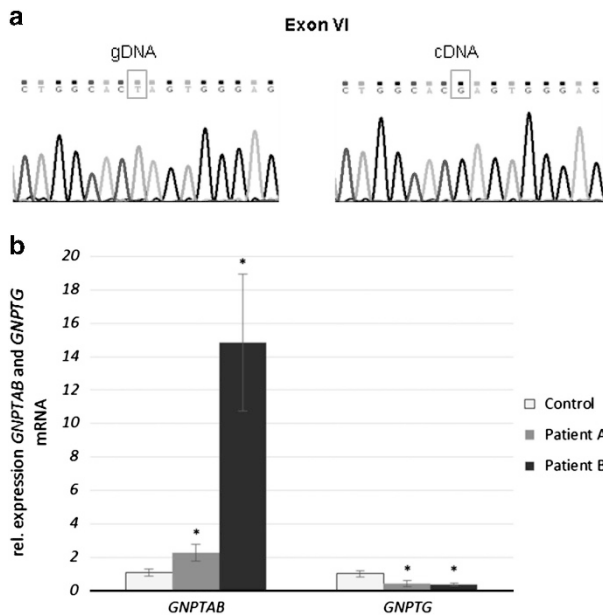 a
Exon VI
gDNA
cDNA
C T G G C A C T A G T G G G A G
C T G G C A C G A G T G G G A G
b
rel. expression GNPTAB and GNPTG
mRNA
20
18
16
14
12
10
8
6
4
2
0
*
*
*
*
GNPTAB
GNPTG
Control
Patient A
Patient B